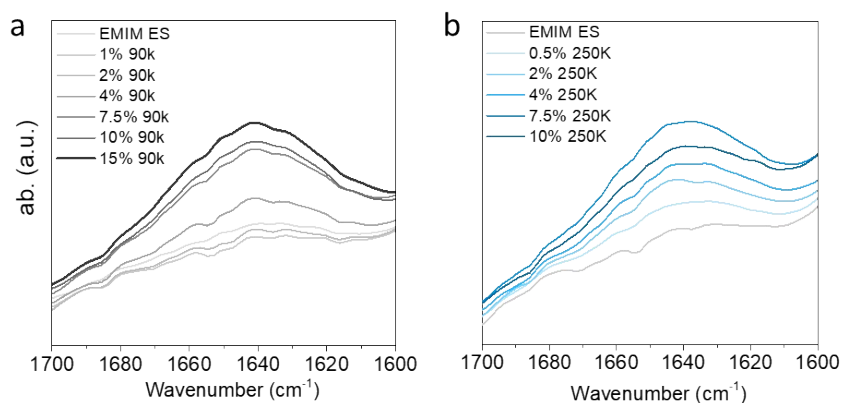 a
EMIM ES
1% 90k
2% 90k
4% 90k
7.5% 90k
10% 90k
15% 90k
ab. (a.u.)
1700 1680 1660 1640 1620 1600
Wavenumber (cm-1)
b
EMIM ES
0.5% 250K
2% 250K
4% 250K
7.5% 250K
10% 250K
1700 1680 1660 1640 1620 1600
Wavenumber (cm-1)